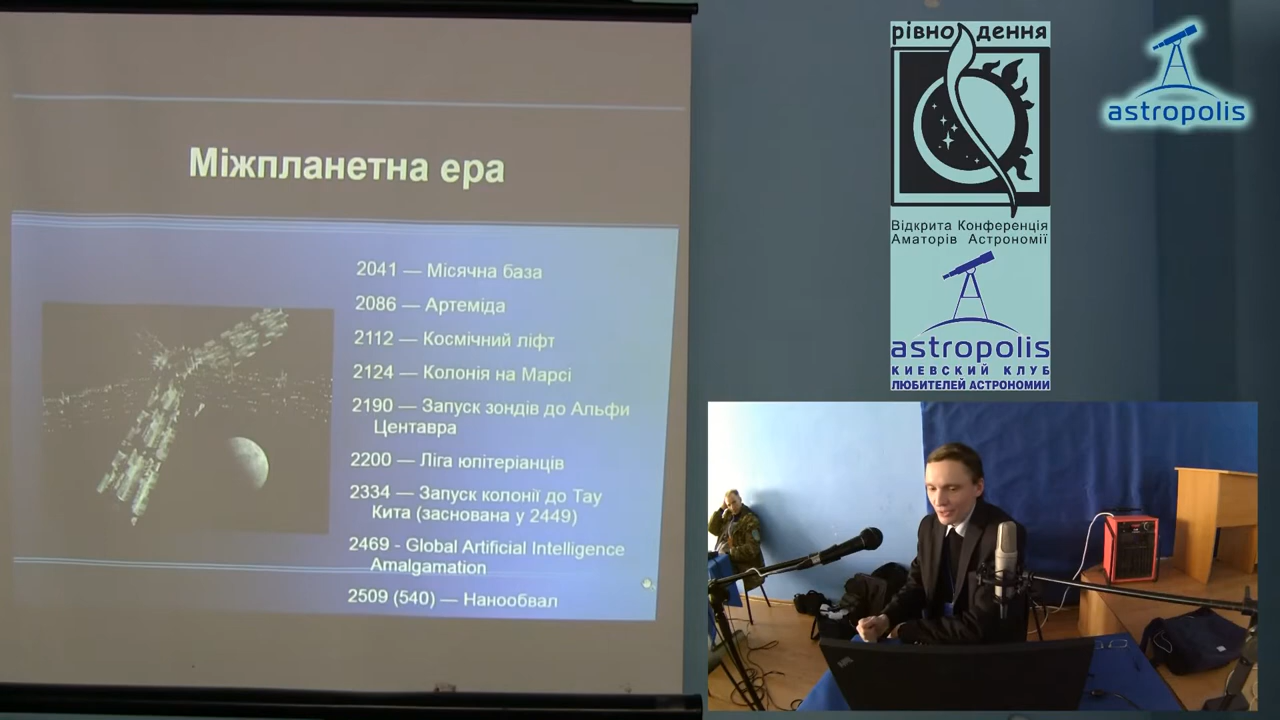 Міжпланетна ера
2041 — Місячна база
2086 — Артеміда
2112 — Космічний ліфт
2124 — Колонія на Марсі
2190 — Запуск зондів до Альфи
Центавра
2200 — Ліга юпітеріанців
2334 — Запуск колонії до Тау
Кита (заснована у 2449)
2469 - Global Artificial Intelligence
Amalgamation
2509 (540) — Нанообвал
рівнодення
Відкрита Конференція
Аматорів Астрономії
astropolis
КИЕВСКИЙ КЛУБ
ЛЮБИТЕЛЕЙ АСТРОНОМИИ
astropolis